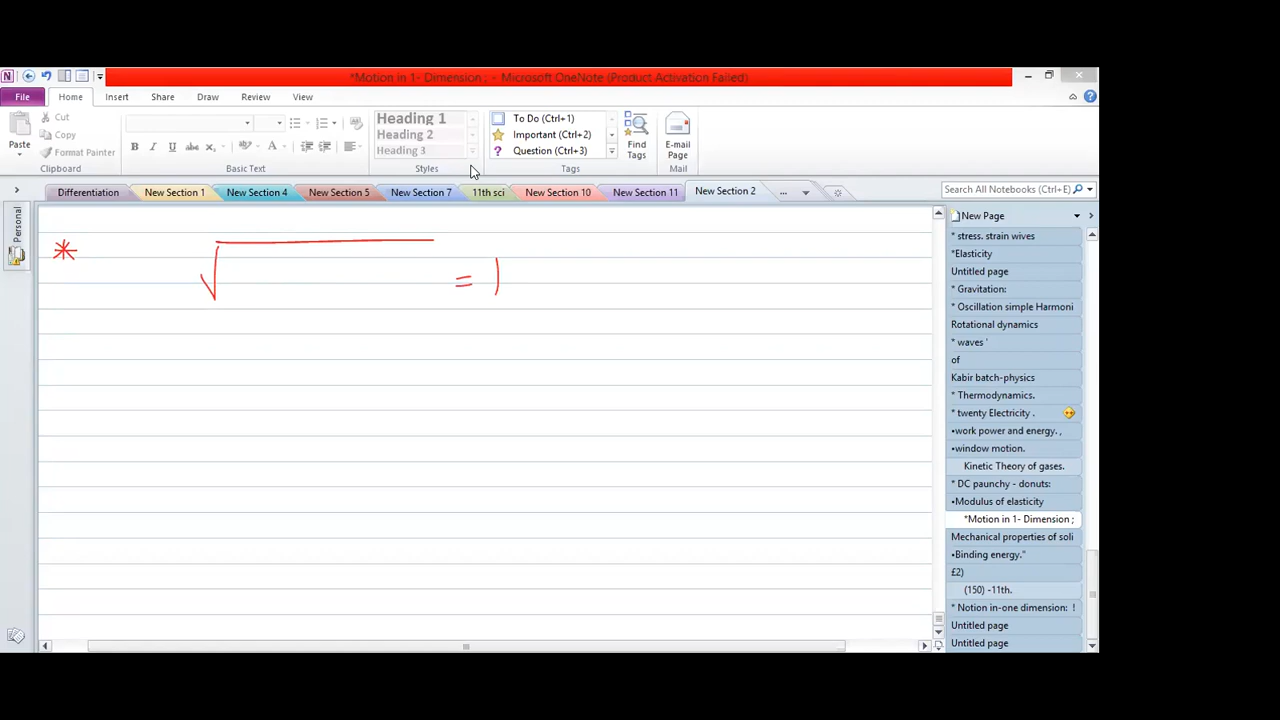 *Motion in 1- Dimension ; - Microsoft OneNote (Product Activation Failed)
File Home Insert Share Draw Review View
Paste
Cut
Copy
Format Painter
Clipboard
B I U abc X₂ A
Basic Text
Heading 1
Heading 2
Heading 3
Styles
To Do (Ctrl+1)
Important (Ctrl+2)
Question (Ctrl+3)
Tags
Find Tags
E-mail Page
Mail
Differentiation New Section 1 New Section 4 New Section 5 New Section 7 11th sci New Section 10 New Section 11 New Section 2 ...
Search All Notebooks (Ctrl+E)
Personal
* √ = 1
New Page
* stress. strain wives
*Elasticity
Untitled page
* Gravitation:
* Oscillation simple Harmoni
Rotational dynamics
* waves '
of
Kabir batch-physics
* Thermodynamics.
* twenty Electricity .
•work power and energy. ,
•window motion.
Kinetic Theory of gases.
* DC paunchy - donuts:
•Modulus of elasticity
*Motion in 1- Dimension ;
Mechanical properties of soli
•Binding energy."
£2)
(150) -11th.
* Notion in-one dimension: !
Untitled page
Untitled page